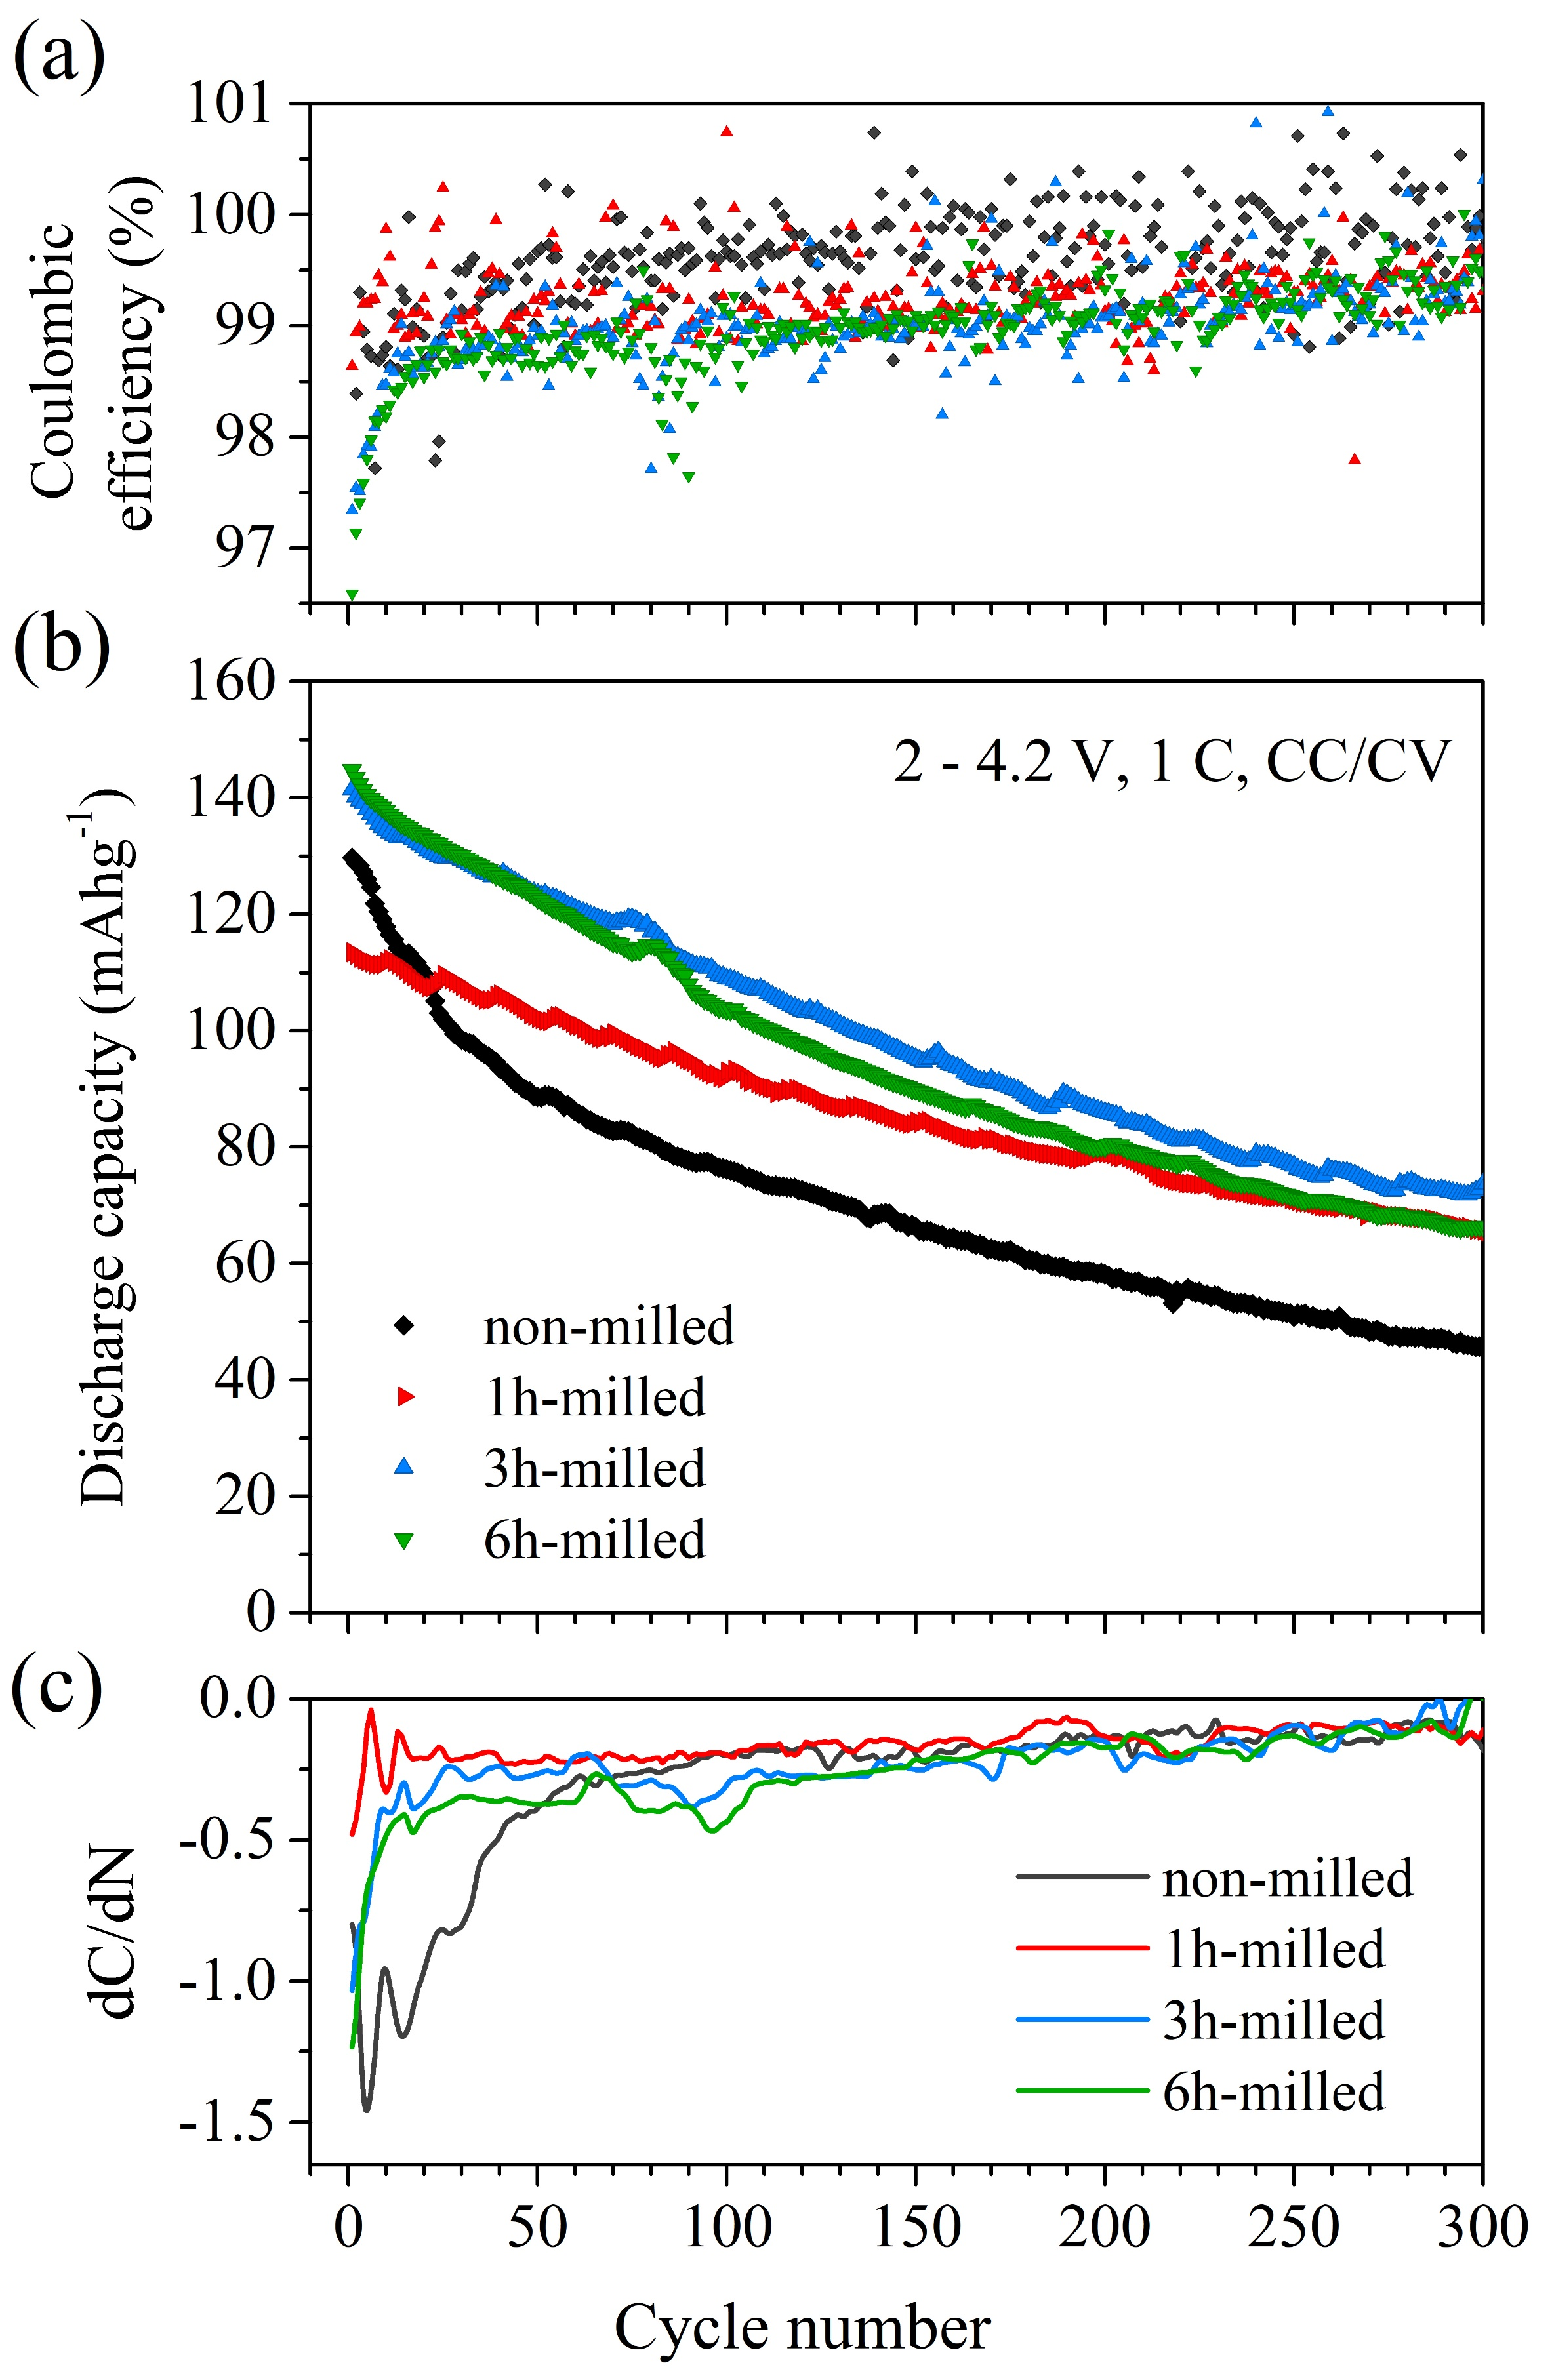 (a)
101
100
99
98
97
Coulombic
efficiency (%)
(b)
160
140
120
100
80
60
40
20
0
Discharge capacity (mAhg⁻¹)
2 - 4.2 V, 1 C, CC/CV
non-milled
1h-milled
3h-milled
6h-milled
(c)
0.0
-0.5
-1.0
-1.5
dC/dN
non-milled
1h-milled
3h-milled
6h-milled
0 50 100 150 200 250 300
Cycle number